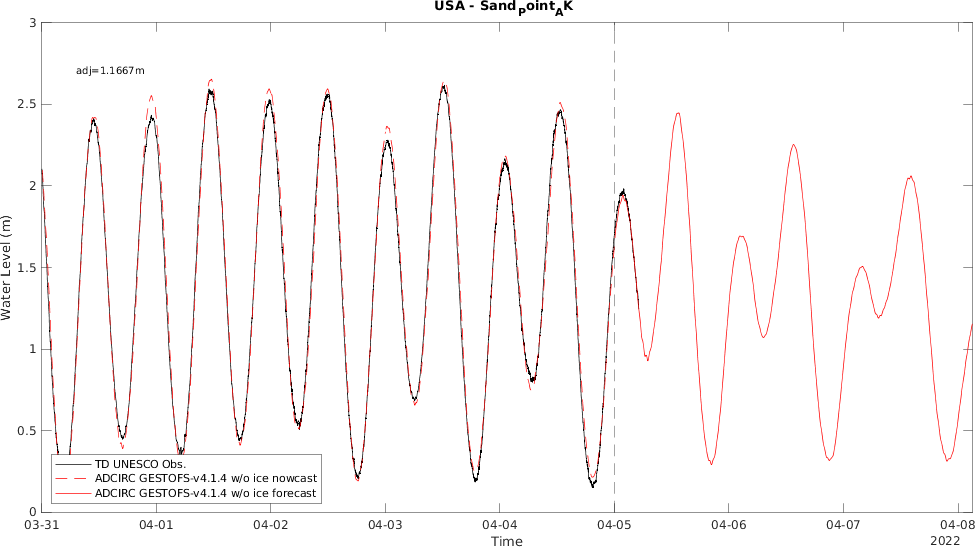 USA - Sand_Point_AK
3
2.5
2
1.5
1
0.5
0
Water Level (m)
adj=1.1667m
TD UNESCO Obs.
ADCIRC GESTOFS-v4.1.4 w/o ice nowcast
ADCIRC GESTOFS-v4.1.4 w/o ice forecast
03-31 04-01 04-02 04-03 04-04 04-05 04-06 04-07 04-08
Time 2022